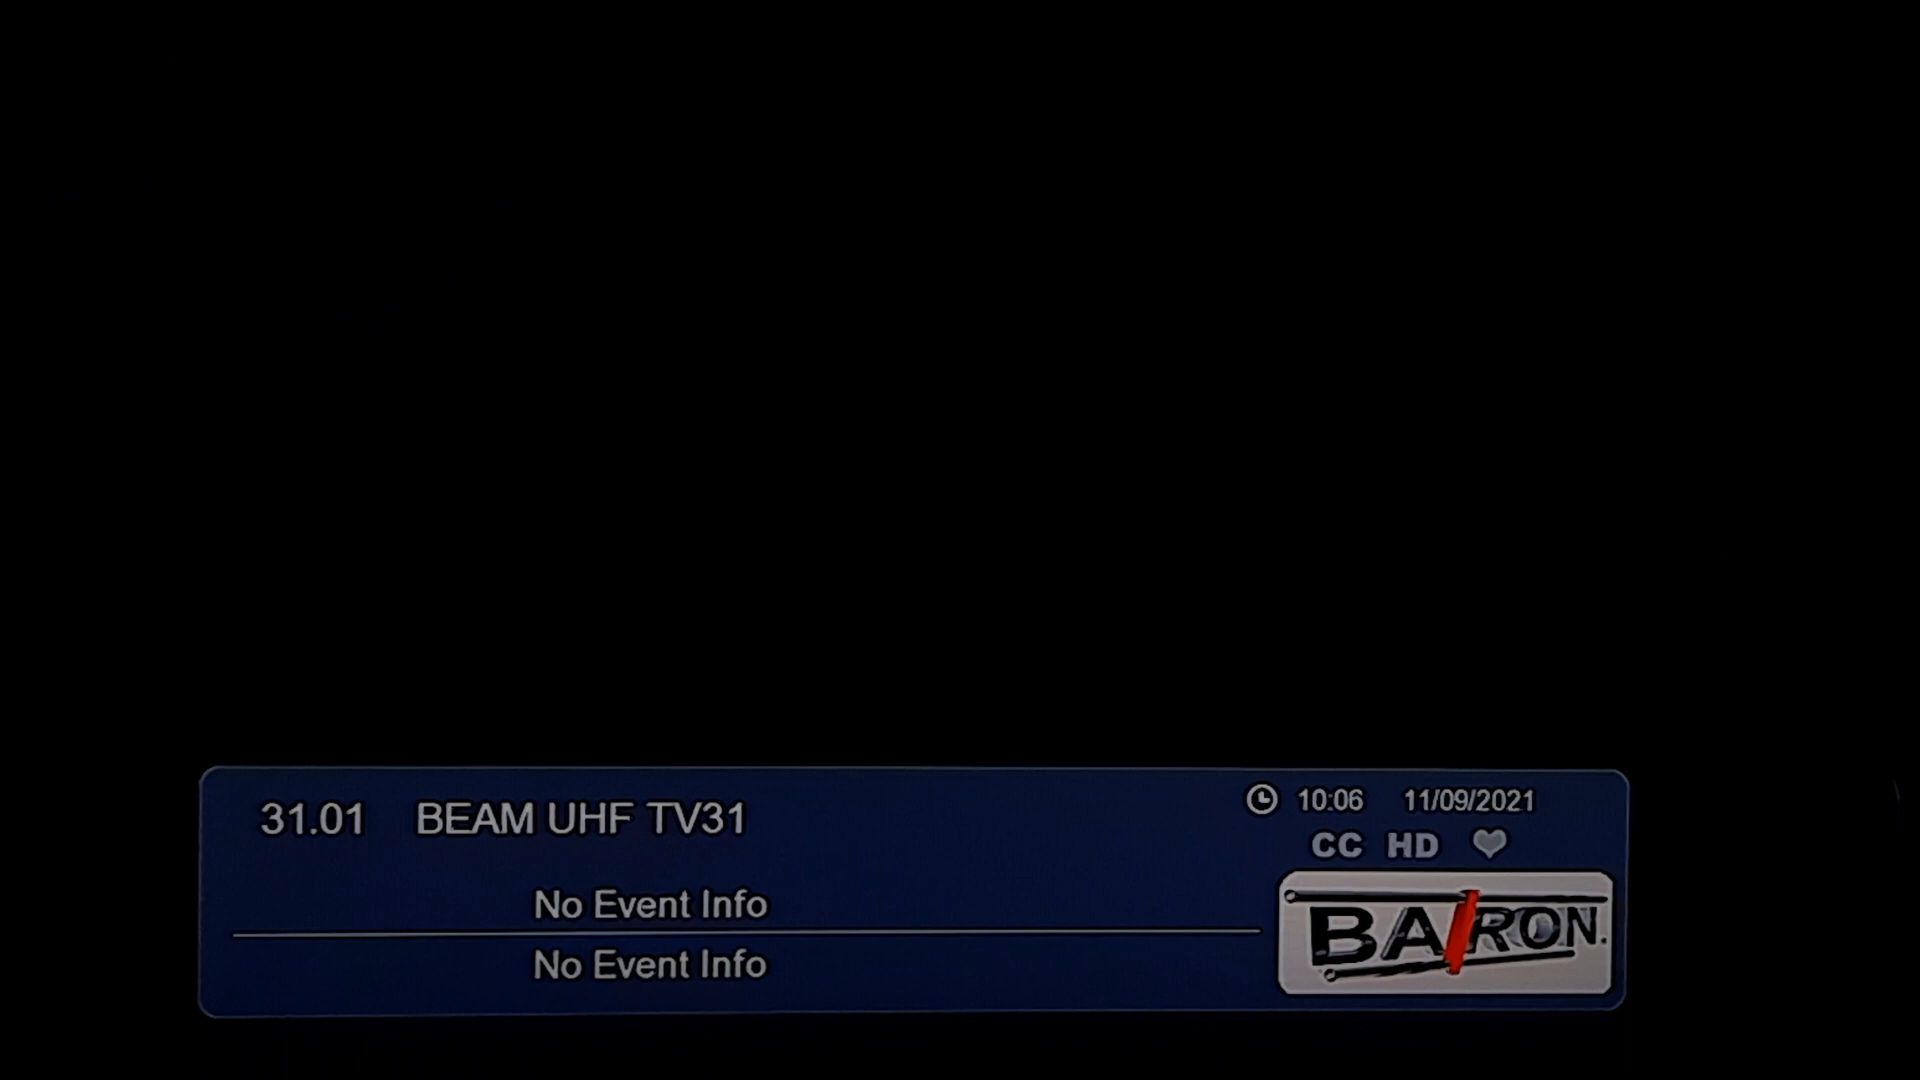 31.01 BEAM UHF TV31
10:06 11/09/2021
CC HD
No Event Info
No Event Info
BARON.